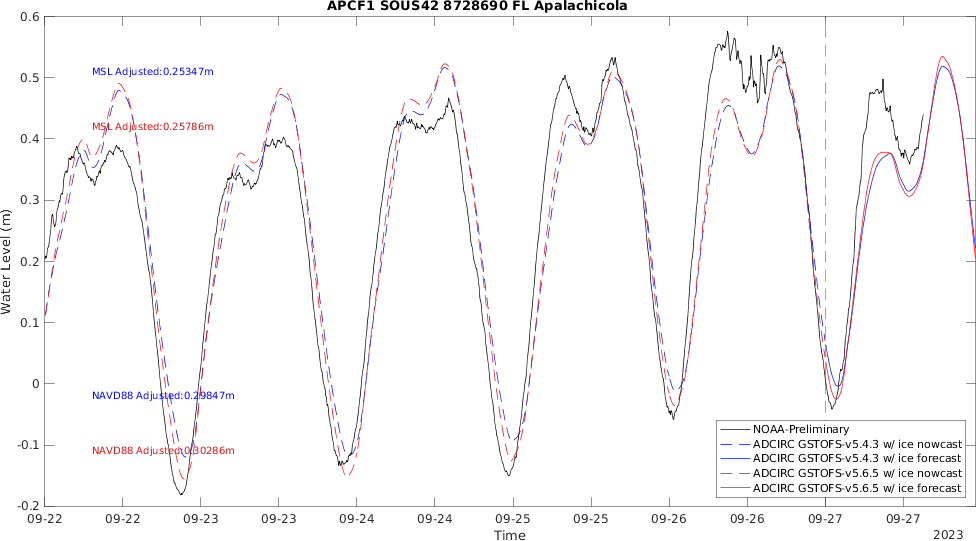 APCF1 SOUS42 8728690 FL Apalachicola
0.6
0.5
0.4
0.3
0.2
0.1
0
-0.1
-0.2
Water Level (m)
MSL Adjusted:0.25347m
MSL Adjusted:0.25786m
NAVD88 Adjusted:0.29847m
NAVD88 Adjusted:0.30286m
NOAA-Preliminary
ADCIRC GSTOFS-v5.4.3 w/ ice nowcast
ADCIRC GSTOFS-v5.4.3 w/ ice forecast
ADCIRC GSTOFS-v5.6.5 w/ ice nowcast
ADCIRC GSTOFS-v5.6.5 w/ ice forecast
09-22 09-22 09-23 09-23 09-24 09-24 09-25 09-25 09-26 09-26 09-27 09-27
Time
2023